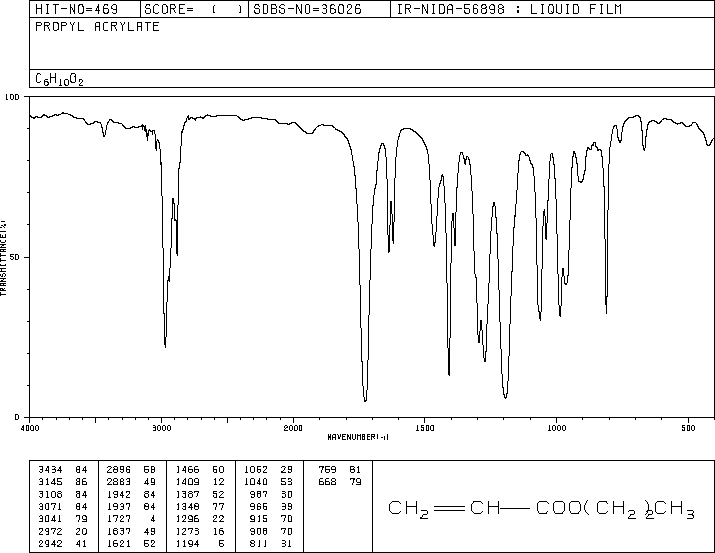 HIT-NO=469 SCORE= ( ) SDBS-NO=36026 IR-NIDA-56898 : LIQUID FILM
PROPYL ACRYLATE
C6H10O2
100
50
0
TRANSMITTANCE(%)
4000 3000 2000 1500 1000 500
WAVENUMBER(-1)
3434 84 2896 58 1466 50 1062 29 759 81
3145 86 2883 49 1409 12 1040 53 668 79
3108 84 1942 84 1387 52 987 30
3071 84 1937 84 1348 77 966 39
3041 79 1727 4 1296 22 915 70
2972 20 1637 49 1273 16 908 70
2942 41 1621 52 1194 5 811 31
CH2 CH COO(CH2)2CH3